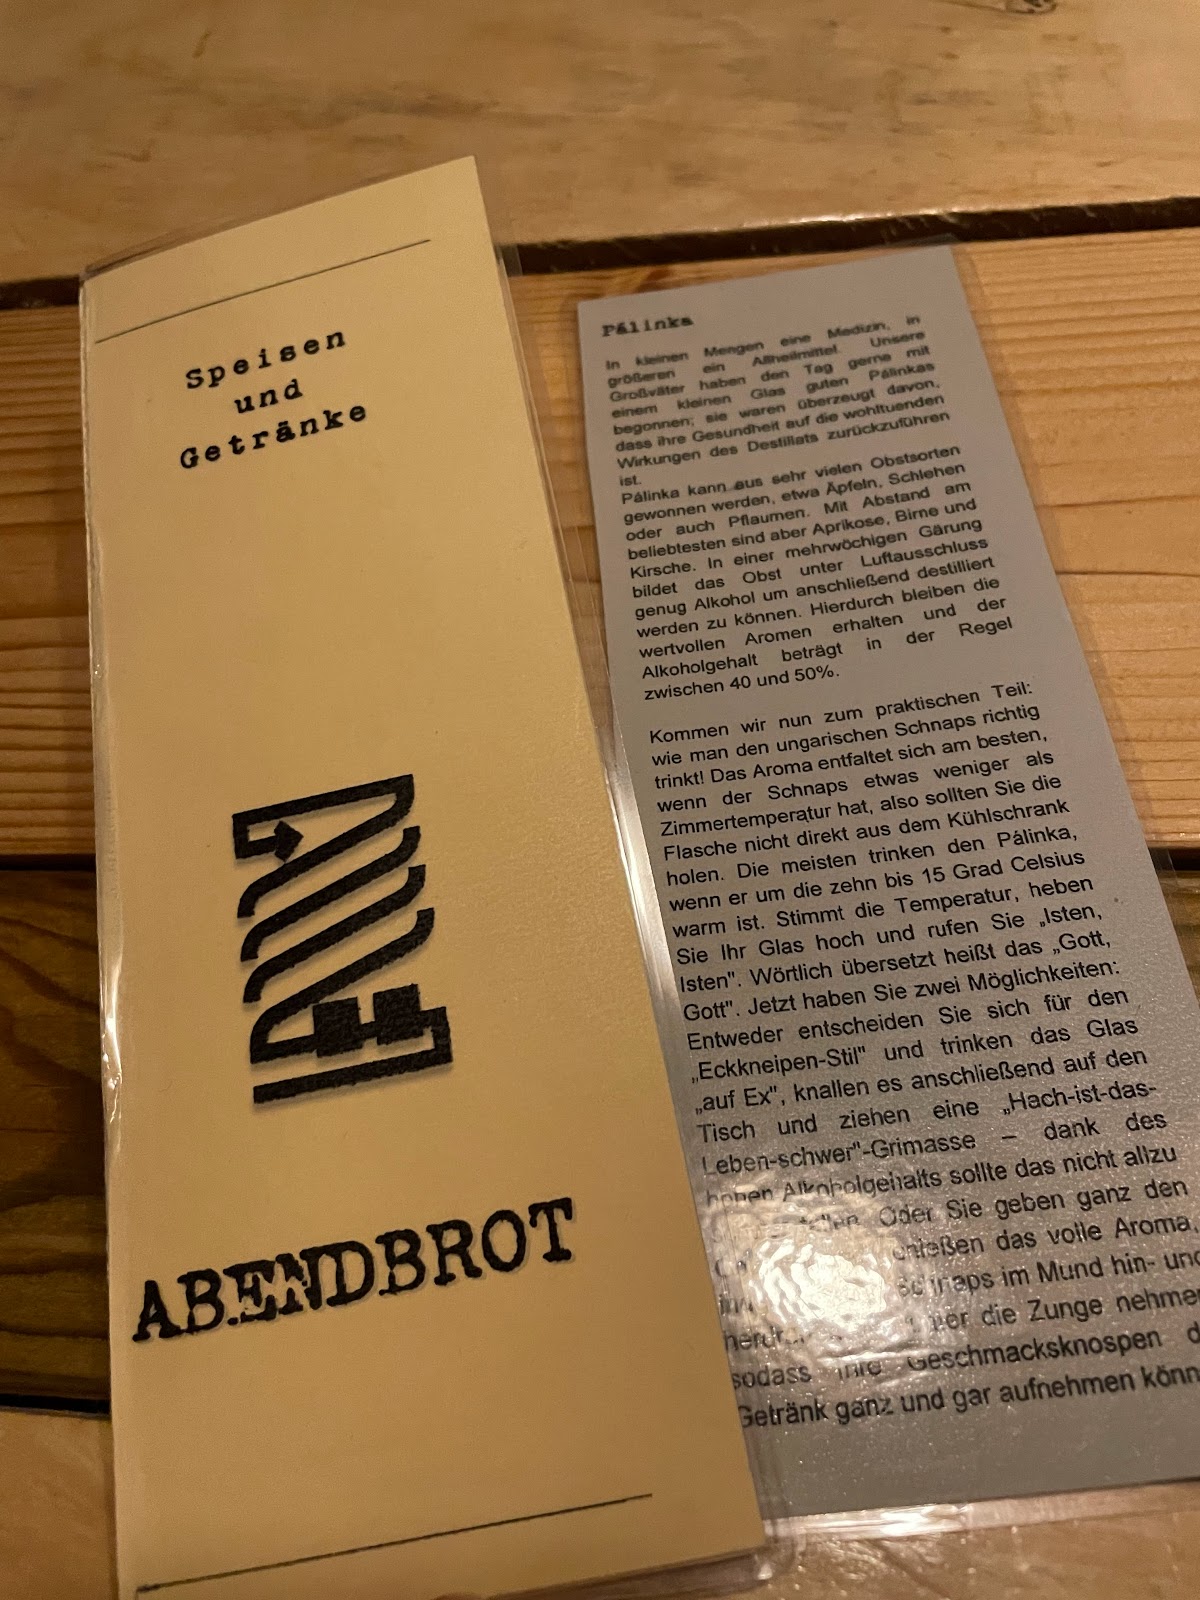 Speisen
und
Getränke
ABENDBROT
Pálinka
In kleinen Mengen eine Medizin, in
größeren ein Allheilmittel. Unsere
Großväter haben den Tag gerne mit
einem kleinen Glas guten Pálinkas
begonnen; sie waren überzeugt davon,
dass ihre Gesundheit auf die wohltuenden
Wirkungen des Destillats zurückzuführen
ist.
Pálinka kann aus sehr vielen Obstsorten
gewonnen werden, etwa Äpfeln, Schlehen
oder auch Pflaumen. Mit Abstand am
beliebtesten sind aber Aprikose, Birne und
Kirsche. In einer mehrwöchigen Gärung
bildet das Obst unter Luftausschluss
genug Alkohol um anschließend destilliert
werden zu können. Hierdurch bleiben die
wertvollen Aromen erhalten und der
Alkoholgehalt beträgt in der Regel
zwischen 40 und 50%.
Kommen wir nun zum praktischen Teil:
wie man den ungarischen Schnaps richtig
trinkt! Das Aroma entfaltet sich am besten,
wenn der Schnaps etwas weniger als
Zimmertemperatur hat, also sollten Sie die
Flasche nicht direkt aus dem Kühlschrank
holen. Die meisten trinken den Pálinka,
wenn er um die zehn bis 15 Grad Celsius
warm ist. Stimmt die Temperatur, heben
Sie Ihr Glas hoch und rufen Sie „Isten,
Isten". Wörtlich übersetzt heißt das „Gott,
Gott". Jetzt haben Sie zwei Möglichkeiten:
Entweder entscheiden Sie sich für den
„Eckkneipen-Stil" und trinken das Glas
„auf Ex", knallen es anschließend auf den
Tisch und ziehen eine „Hach-ist-das-
Leben-schwer"-Grimasse – dank des
hohen Alkoholgehalts sollte das nicht allzu
Oder Sie geben ganz den
das volle Aroma,
im Mund hin- und
die Zunge nehmen
sodass Ihre Geschmacksknospen
Getränk ganz und gar aufnehmen